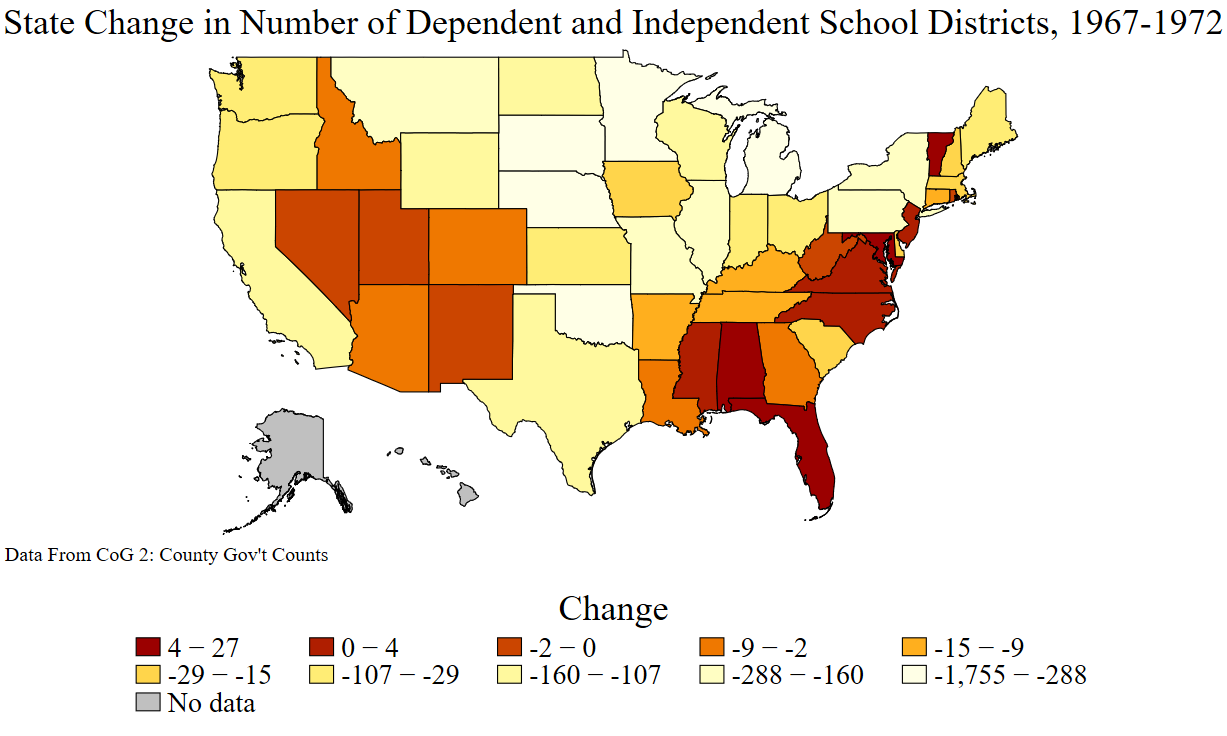 State Change in Number of Dependent and Independent School Districts, 1967-1972
Data From CoG 2: County Gov't Counts
Change
4 − 27 0 − 4 -2 − 0 -9 − -2 -15 − -9
-29 − -15 -107 − -29 -160 − -107 -288 − -160 -1,755 − -288
No data